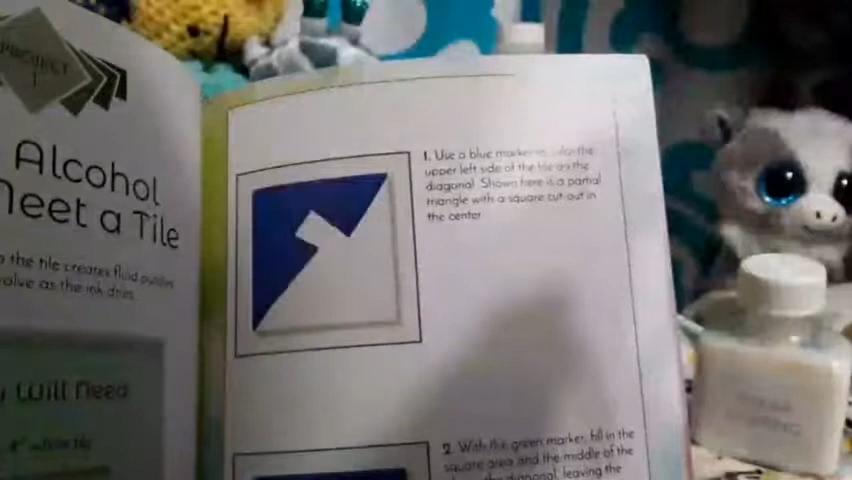 PROJECT
1
Alcohol
Meet a Tile
the tile creates fluid puddles
as the ink dries.
Will Need
1. Use a blue marker to color the
upper left side of the tile on the
diagonal. Shown here is a partial
triangle with a square cut out in
the center.
2. With the green marker, fill in the
square area and the middle of the
diagonal, leaving the